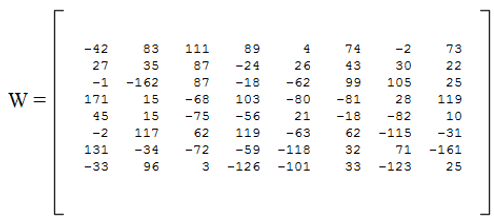 -42 83 111 89 4 74 -2 73
27 35 87 -24 26 43 30 22
-1 -162 87 -18 -62 99 105 25
W = 171 15 -68 103 -80 -81 28 119
45 15 -75 -56 21 -18 -82 10
-2 117 62 119 -63 62 -115 -31
131 -34 -72 -59 -118 32 71 -161
-33 96 3 -126 -101 33 -123 25